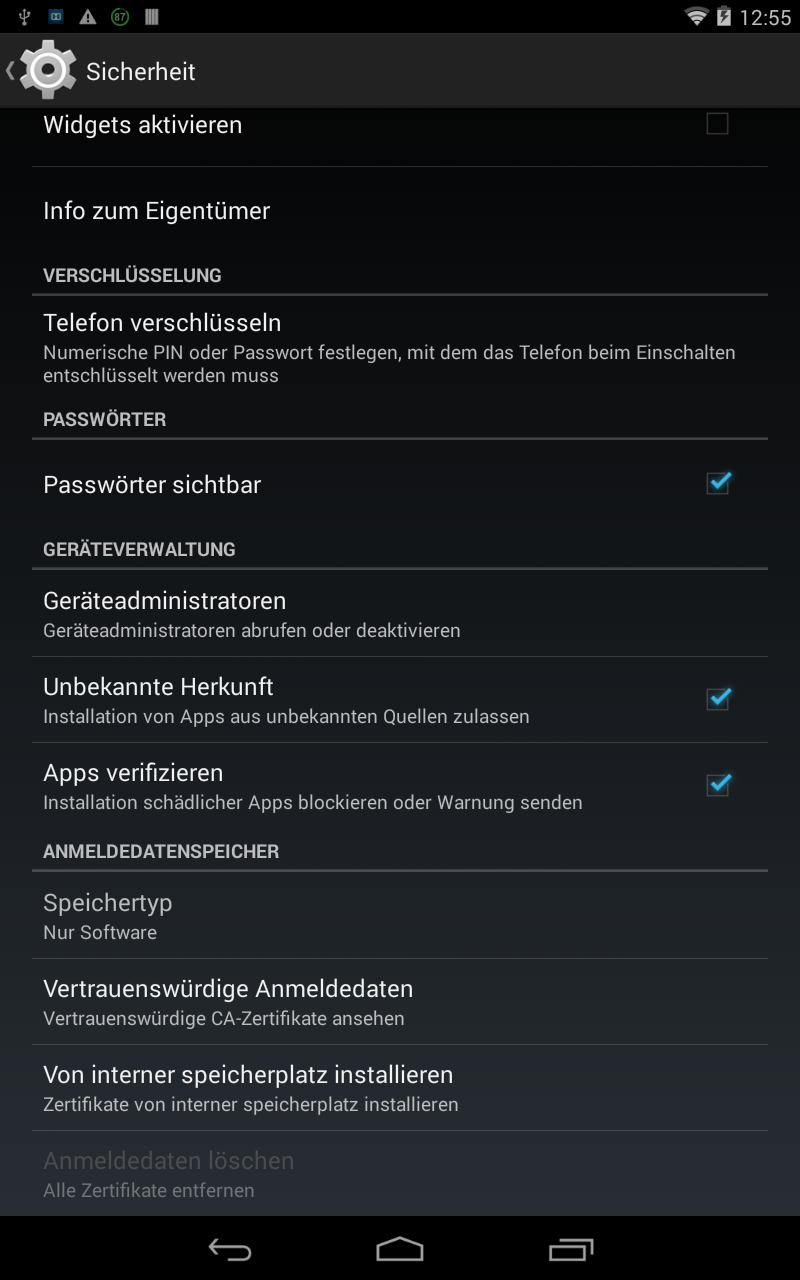 87
12:55
Sicherheit
Widgets aktivieren
Info zum Eigentümer
VERSCHLÜSSELUNG
Telefon verschlüsseln
Numerische PIN oder Passwort festlegen, mit dem das Telefon beim Einschalten
entschlüsselt werden muss
PASSWÖRTER
Passwörter sichtbar
GERÄTEVERWALTUNG
Geräteadministratoren
Geräteadministratoren abrufen oder deaktivieren
Unbekannte Herkunft
Installation von Apps aus unbekannten Quellen zulassen
Apps verifizieren
Installation schädlicher Apps blockieren oder Warnung senden
ANMELDEDATENSPEICHER
Speichertyp
Nur Software
Vertrauenswürdige Anmeldedaten
Vertrauenswürdige CA-Zertifikate ansehen
Von interner speicherplatz installieren
Zertifikate von interner speicherplatz installieren
Anmeldedaten löschen
Alle Zertifikate entfernen